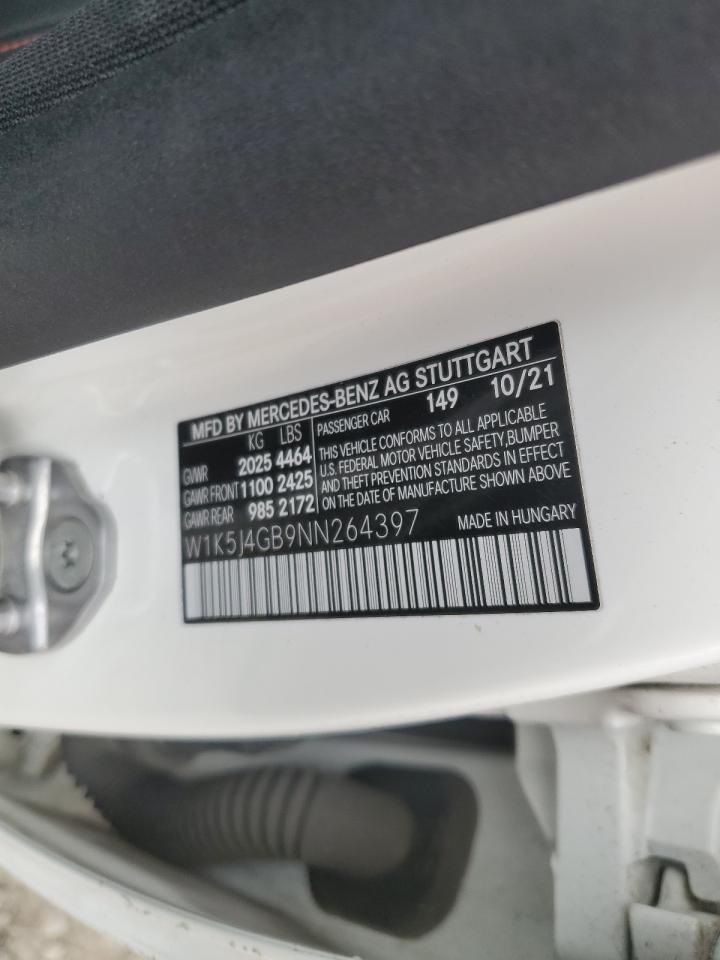 MFD BY MERCEDES-BENZ AG STUTTGART
KG LBS
GVWR 2025 4464
GAWR FRONT 1100 2425
GAWR REAR 985 2172
PASSENGER CAR 149 10/21
THIS VEHICLE CONFORMS TO ALL APPLICABLE
U.S. FEDERAL MOTOR VEHICLE SAFETY, BUMPER
AND THEFT PREVENTION STANDARDS IN EFFECT
ON THE DATE OF MANUFACTURE SHOWN ABOVE
W1K5J4GB9NN264397
MADE IN HUNGARY